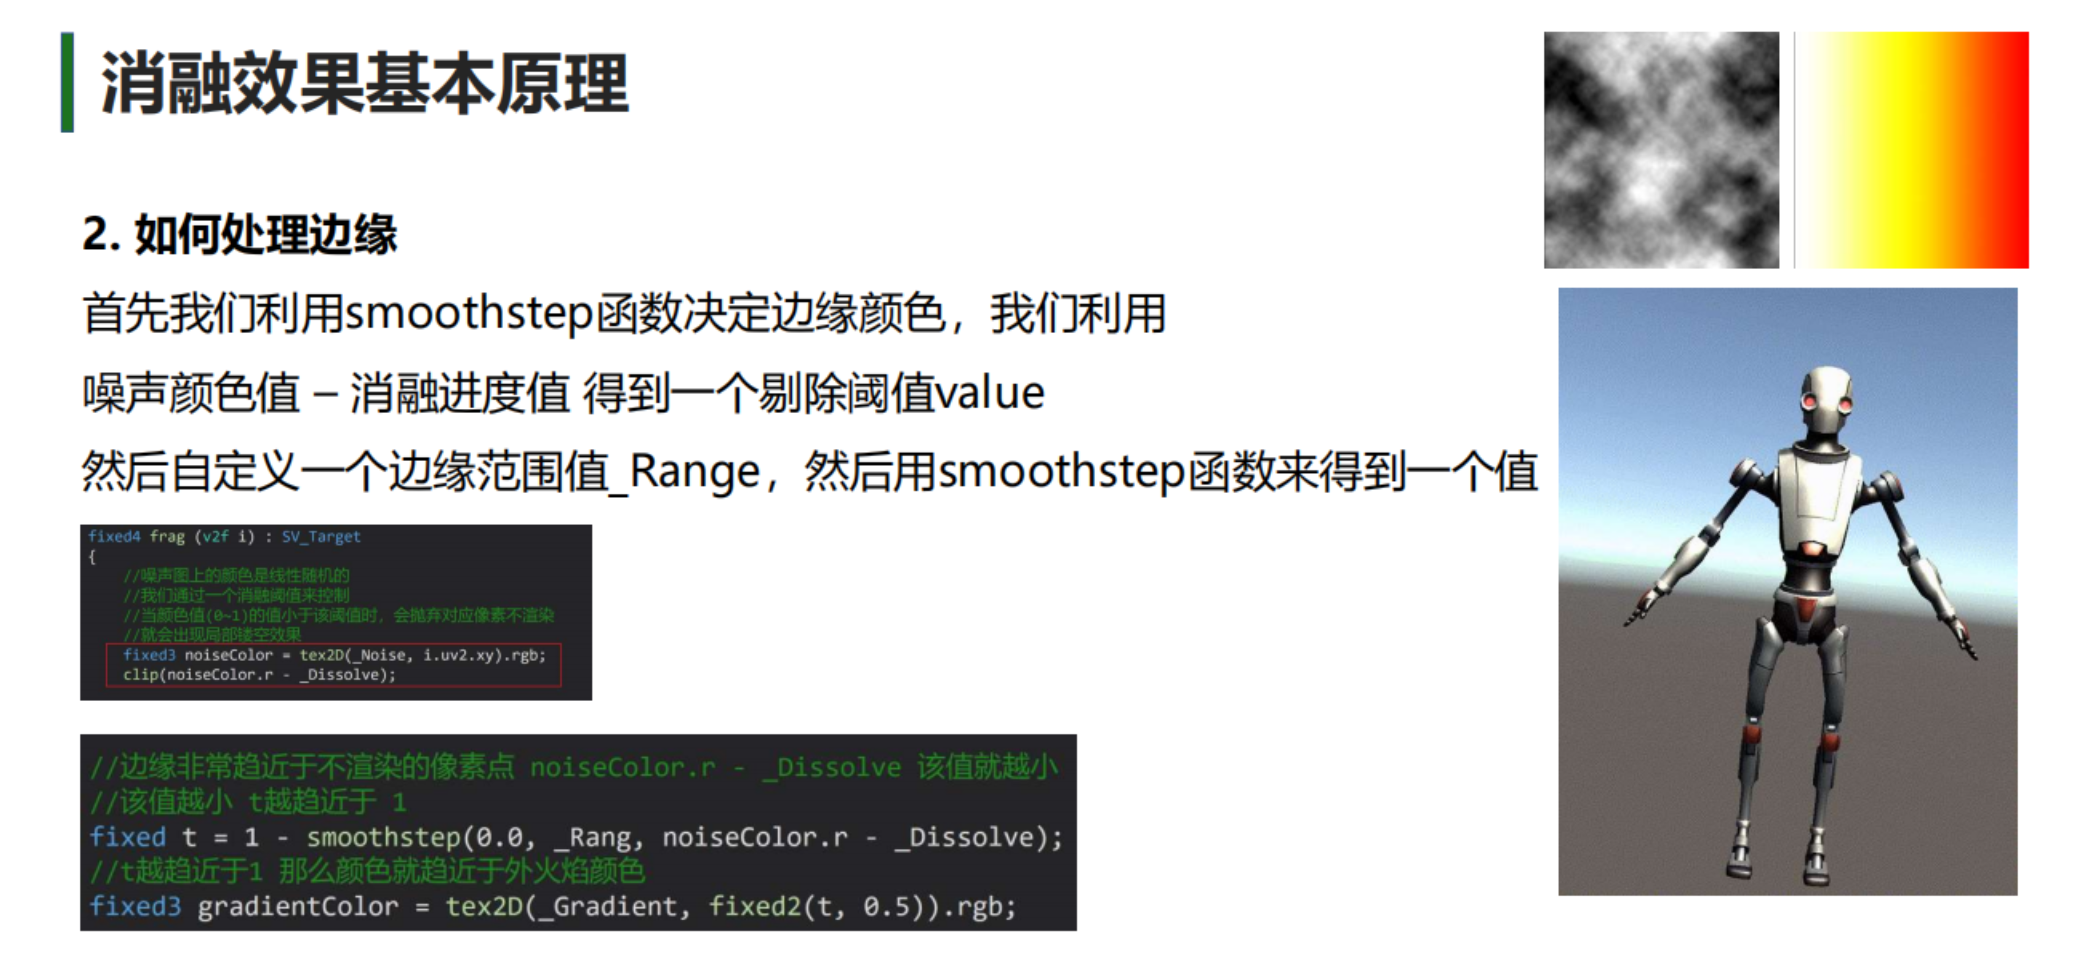 消融效果基本原理
2. 如何处理边缘
首先我们利用smoothstep函数决定边缘颜色，我们利用
噪声颜色值 – 消融进度值 得到一个剔除阈值value
然后自定义一个边缘范围值_Range，然后用smoothstep函数来得到一个值
fixed4 frag (v2f i) : SV_Target
{
//噪声图上的颜色是线性随机的
//我们通过一个消融阈值来控制
//当颜色值(0~1)的值小于该阈值时，会抛弃对应像素不渲染
//就会出现局部镂空效果
fixed3 noiseColor = tex2D(_Noise, i.uv2.xy).rgb;
clip(noiseColor.r - _Dissolve);
//边缘非常趋近于不渲染的像素点 noiseColor.r - _Dissolve 该值就越小
//该值越小 t越趋近于 1
fixed t = 1 - smoothstep(0.0, _Rang, noiseColor.r - _Dissolve);
//t越趋近于1 那么颜色就趋近于外火焰颜色
fixed3 gradientColor = tex2D(_Gradient, fixed2(t, 0.5)).rgb;